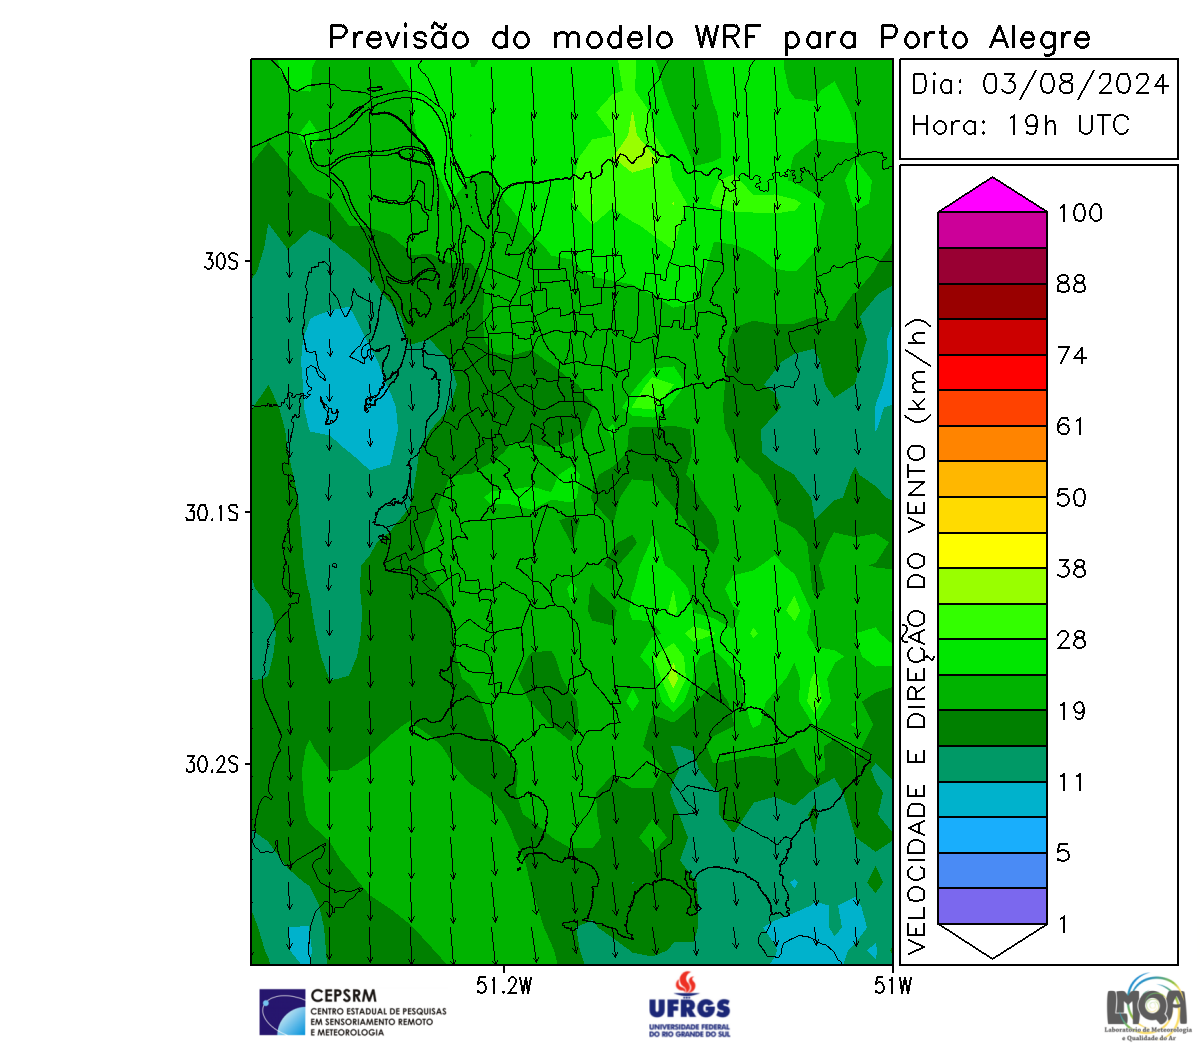 Previsão do modelo WRF para Porto Alegre
Dia: 03/08/2024
Hora: 19h UTC
30S
30.1S
30.2S
51.2W
51W
VELOCIDADE E DIREÇÃO DO VENTO (km/h)
100
88
74
61
50
38
28
19
11
5
1
CEPSRM
CENTRO ESTADUAL DE PESQUISAS
EM SENSORIAMENTO REMOTO
E METEOROLOGIA
UFRGS
UNIVERSIDADE FEDERAL
DO RIO GRANDE DO SUL
LMQA
Laboratório de Meteorologia
e Qualidade do Ar